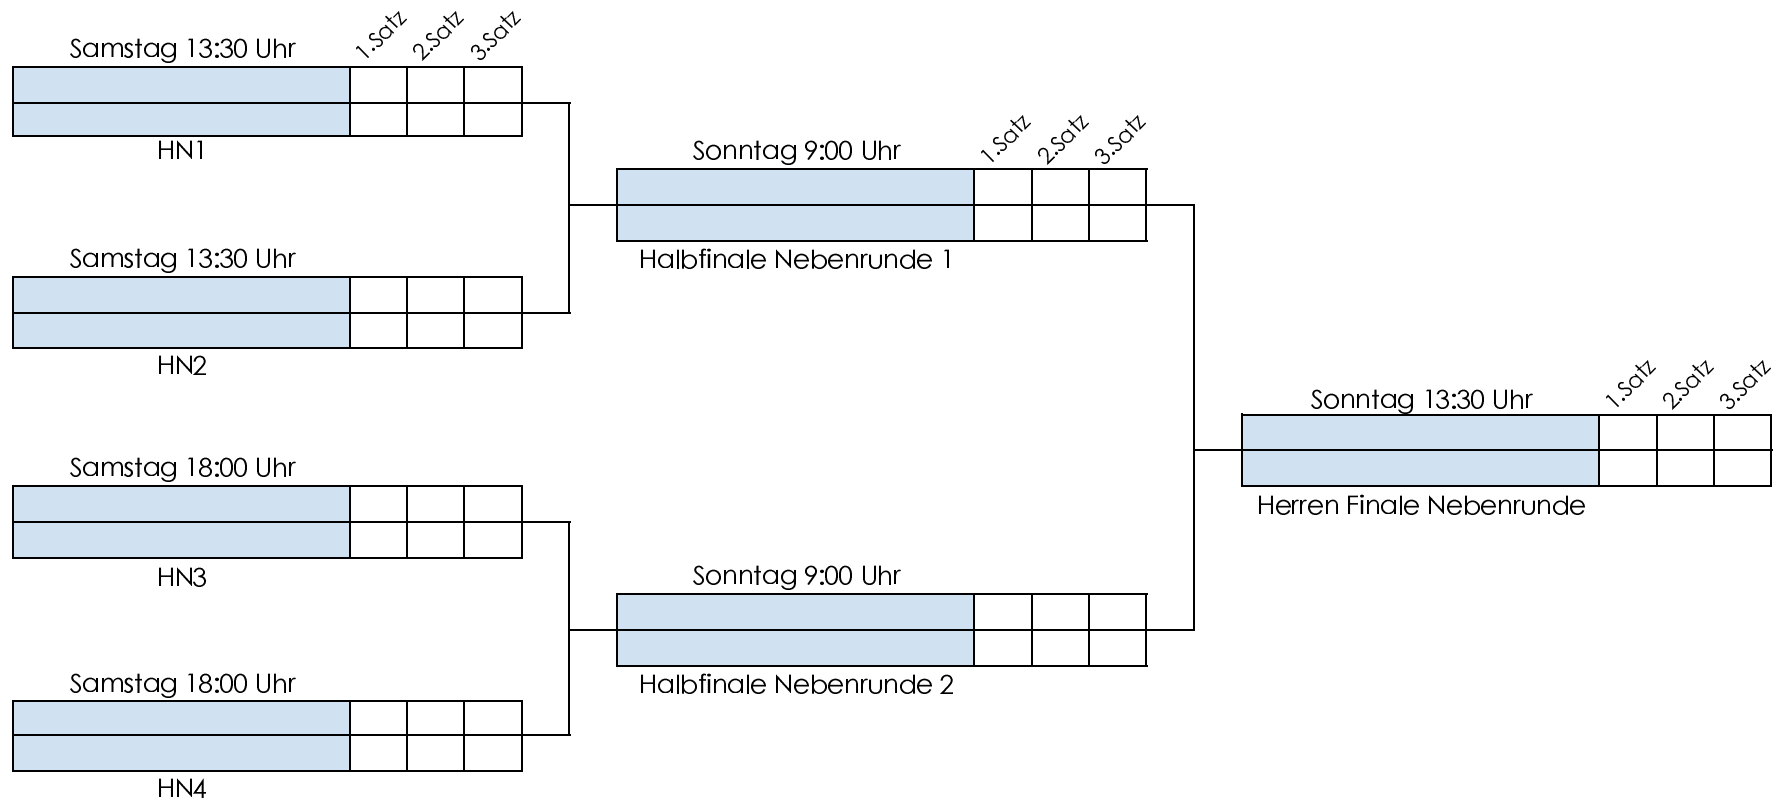 Samstag 13:30 Uhr 1.Satz 2.Satz 3.Satz
HN1
Samstag 13:30 Uhr
HN2
Samstag 18:00 Uhr
HN3
Samstag 18:00 Uhr
HN4
Sonntag 9:00 Uhr 1.Satz 2.Satz 3.Satz
Halbfinale Nebenrunde 1
Sonntag 9:00 Uhr
Halbfinale Nebenrunde 2
Sonntag 13:30 Uhr 1.Satz 2.Satz 3.Satz
Herren Finale Nebenrunde